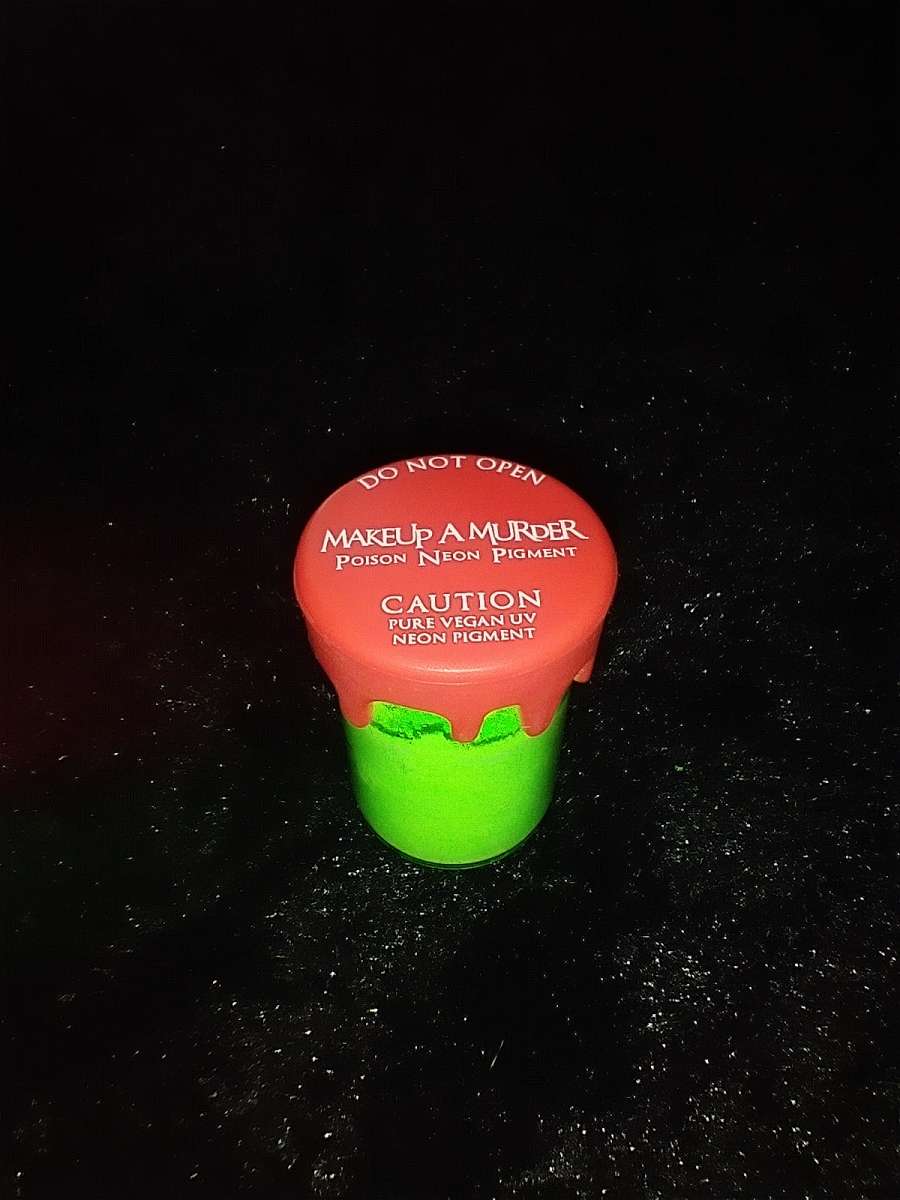 DO NOT OPEN
MAKEUP A MURDER
POISON NEON PIGMENT
CAUTION
PURE VEGAN UV
NEON PIGMENT